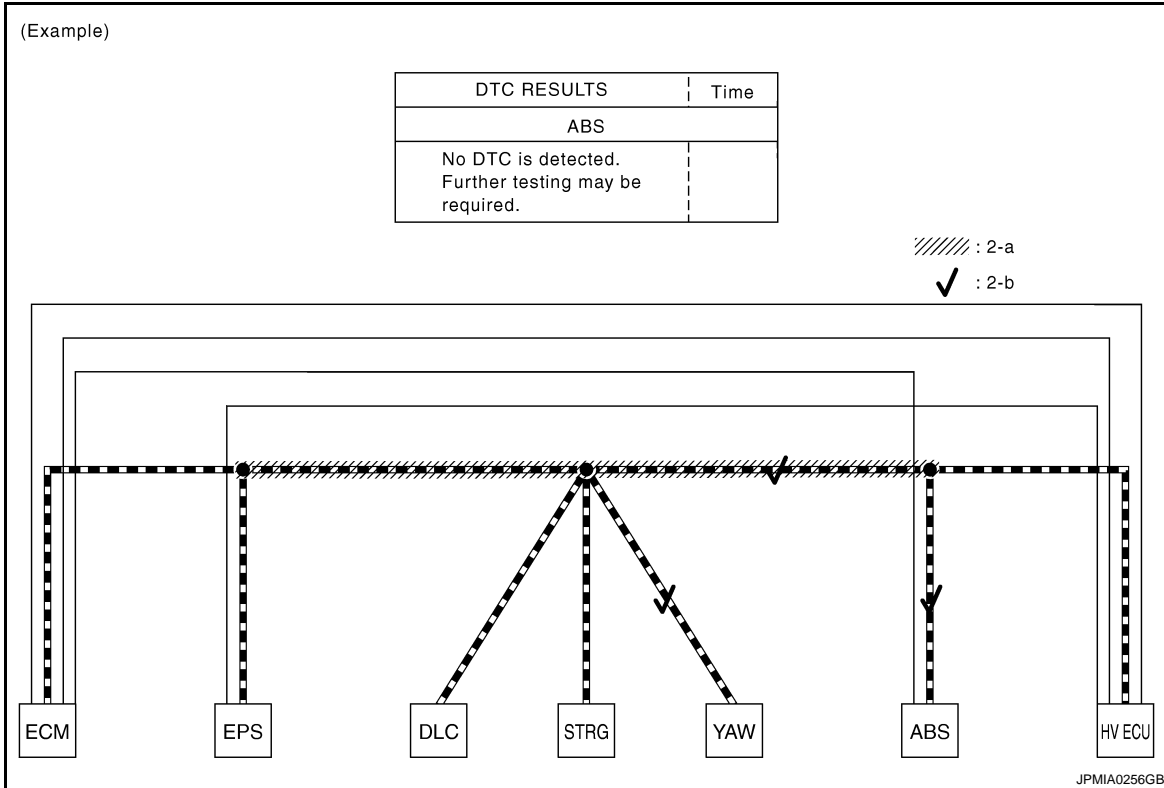 (Example)
DTC RESULTS Time
ABS
No DTC is detected.
Further testing may be
required.
: 2-a
: 2-b
ECM EPS DLC STRG YAW ABS HV ECU
JPMIA0256GB